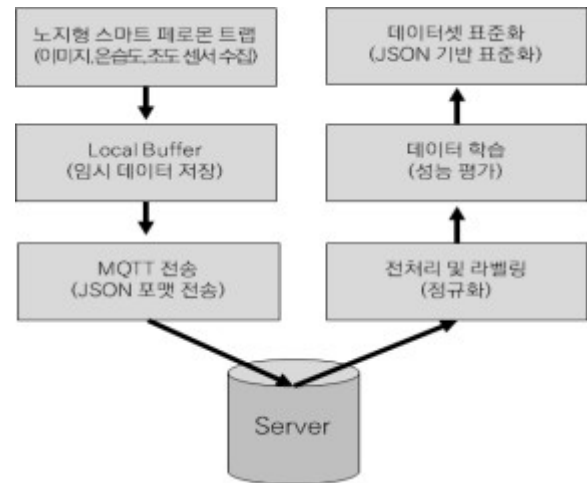 노지형 스마트 페로몬 트랩
(이미지,온습도,조도 센서 수집)
Local Buffer
(임시 데이터 저장)
MQTT 전송
(JSON 포맷 전송)
Server
전처리 및 라벨링
(정규화)
데이터 학습
(성능 평가)
데이터셋 표준화
(JSON 기반 표준화)